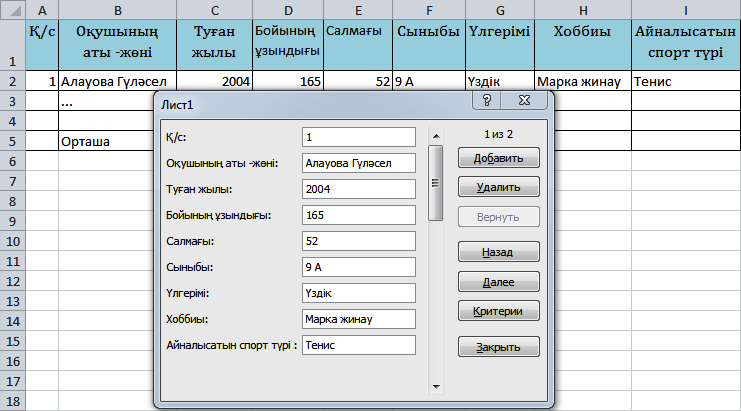 A B C D E F G H I
1 Қ/с Оқушының аты -жөні Туған жылы Бойының ұзындығы Салмағы Сыныбы Үлгерімі Хоббиы Айналысатын спорт түрі
2 1 Алауова Гүләсел 2004 165 52 9 А Үздік Марка жинау Тенис
3 ...
4
5 Орташа
6
7
8
9
10
11
12
13
14
15
16
17
18
Лист1
1 из 2
Қ/с: 1
Оқушының аты -жөні: Алауова Гүләсел
Туған жылы: 2004
Бойының ұзындығы: 165
Салмағы: 52
Сыныбы: 9 А
Үлгерімі: Үздік
Хоббиы: Марка жинау
Айналысатын спорт түрі : Тенис
Добавить
Удалить
Вернуть
Назад
Далее
Критерии
Закрыть